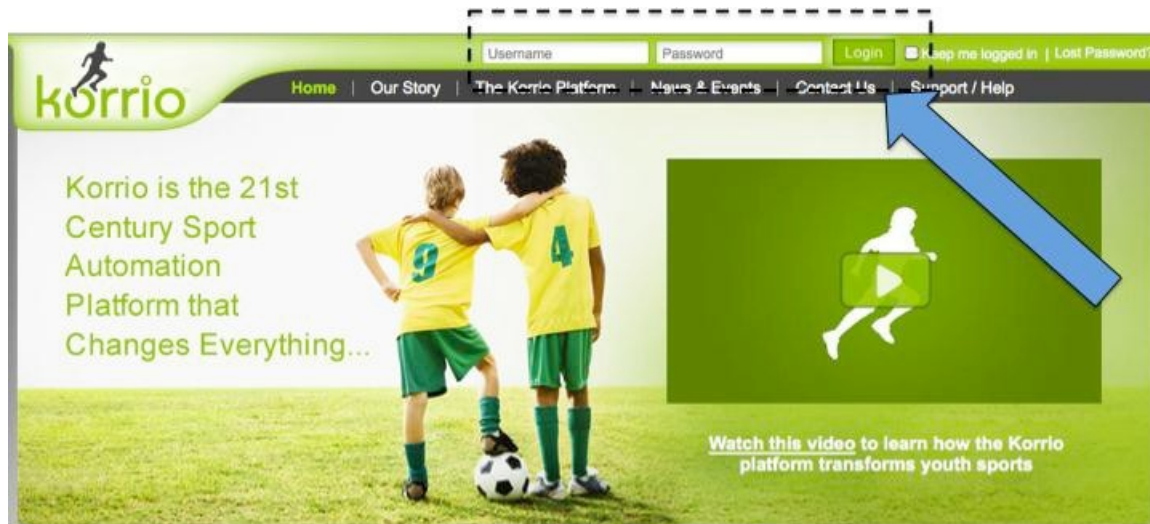 Username Password Login Keep me logged in | Lost Password?
korrio
Home | Our Story | The Korrio Platform | News & Events | Contact Us | Support / Help
Korrio is the 21st
Century Sport
Automation
Platform that
Changes Everything...
9 4
Watch this video to learn how the Korrio
platform transforms youth sports